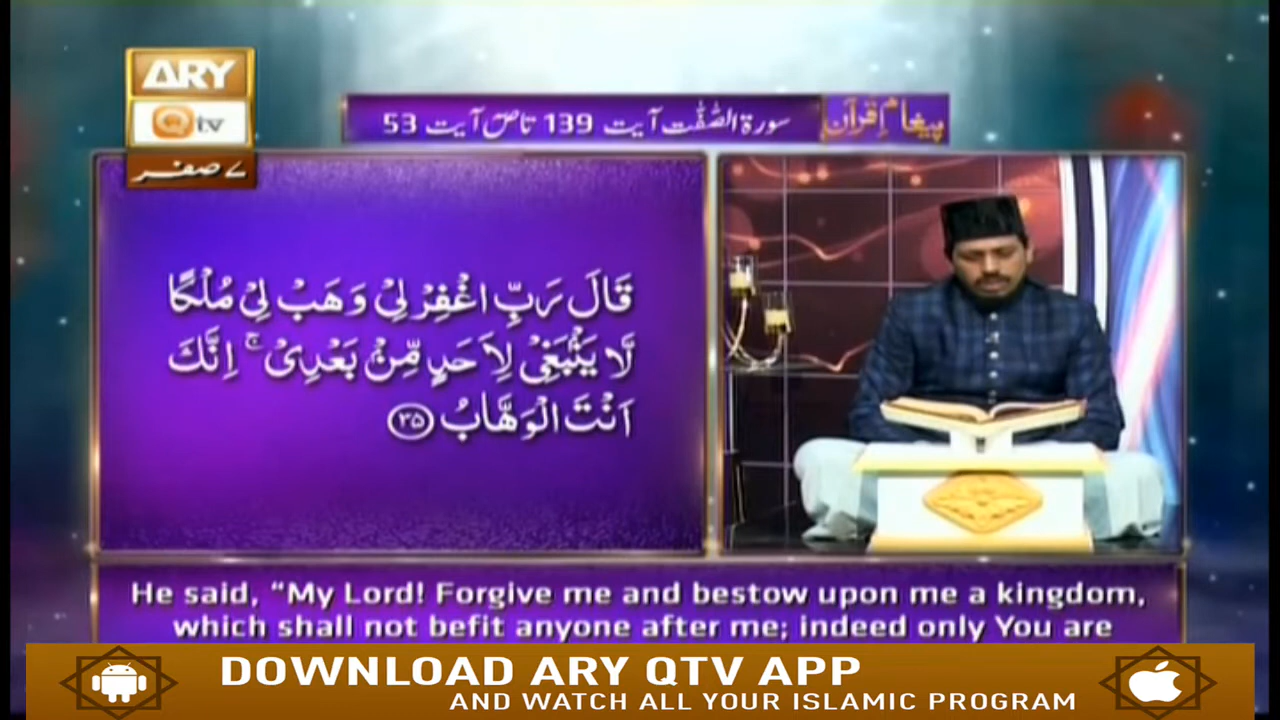 ARY
Qtv
۷ صفر
پیغامِ قرآن
سورة الصّٰفّٰت آیت 139 تا صٓ آیت 53
قَالَ رَبِّ اغْفِرْ لِیْ وَهَبْ لِیْ مُلْكًا
لَّا یَنْۢبَغِیْ لِاَحَدٍ مِّنْۢ بَعْدِیْ ۚ اِنَّكَ
اَنْتَ الْوَهَّابُ ۝۳۵
He said, “My Lord! Forgive me and bestow upon me a kingdom,
which shall not befit anyone after me; indeed only You are
DOWNLOAD ARY QTV APP
AND WATCH ALL YOUR ISLAMIC PROGRAM